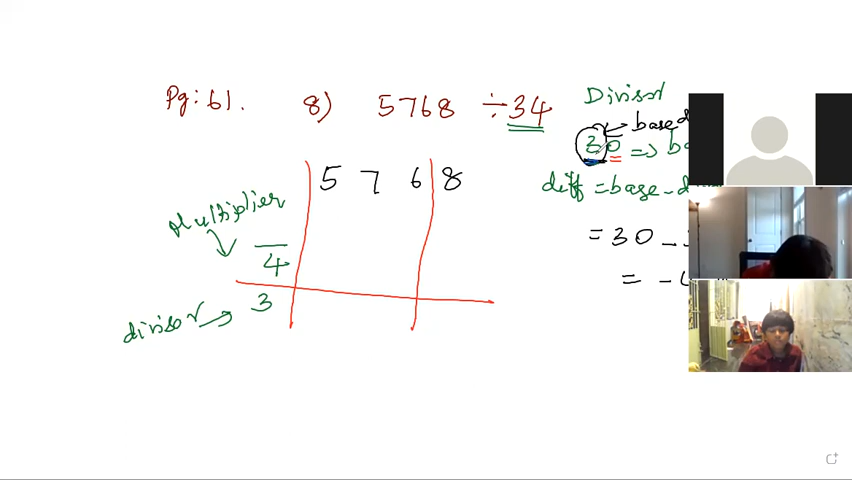 Pg: 61. 8) 5768 ÷ 34
Divisor
base
30 =>
5 7 6 8
diff = base -
Multiplier
= 30 -
4
= -
3
divisor